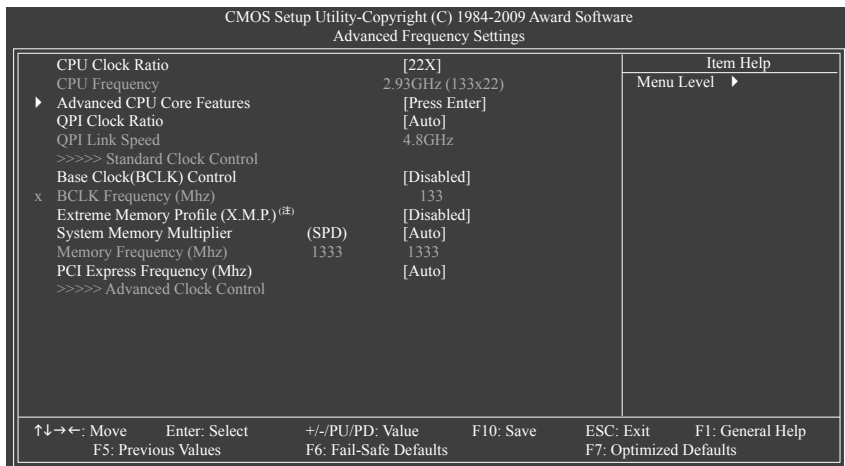 CMOS Setup Utility-Copyright (C) 1984-2009 Award Software
Advanced Frequency Settings
CPU Clock Ratio [22X]
CPU Frequency 2.93GHz (133x22)
▶ Advanced CPU Core Features [Press Enter]
QPI Clock Ratio [Auto]
QPI Link Speed 4.8GHz
>>>>> Standard Clock Control
Base Clock(BCLK) Control [Disabled]
x BCLK Frequency (Mhz) 133
Extreme Memory Profile (X.M.P.) (注) [Disabled]
System Memory Multiplier (SPD) [Auto]
Memory Frequency (Mhz) 1333 1333
PCI Express Frequency (Mhz) [Auto]
>>>>> Advanced Clock Control
Item Help
Menu Level ▶
↑↓→←: Move Enter: Select +/-/PU/PD: Value F10: Save ESC: Exit F1: General Help
F5: Previous Values F6: Fail-Safe Defaults F7: Optimized Defaults